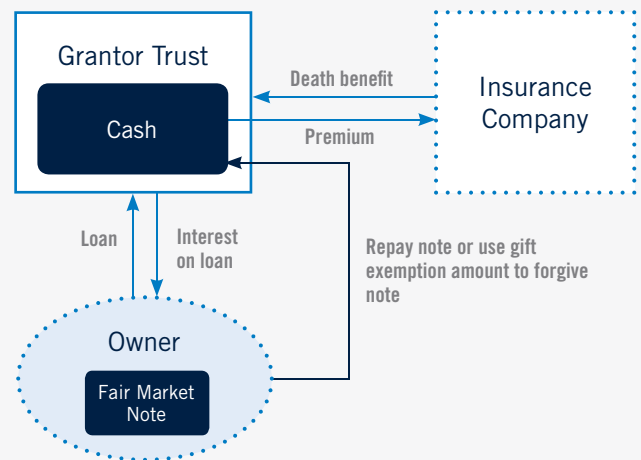 Grantor Trust
Cash
Death benefit
Premium
Insurance
Company
Loan
Interest
on loan
Repay note or use gift
exemption amount to forgive
note
Owner
Fair Market
Note